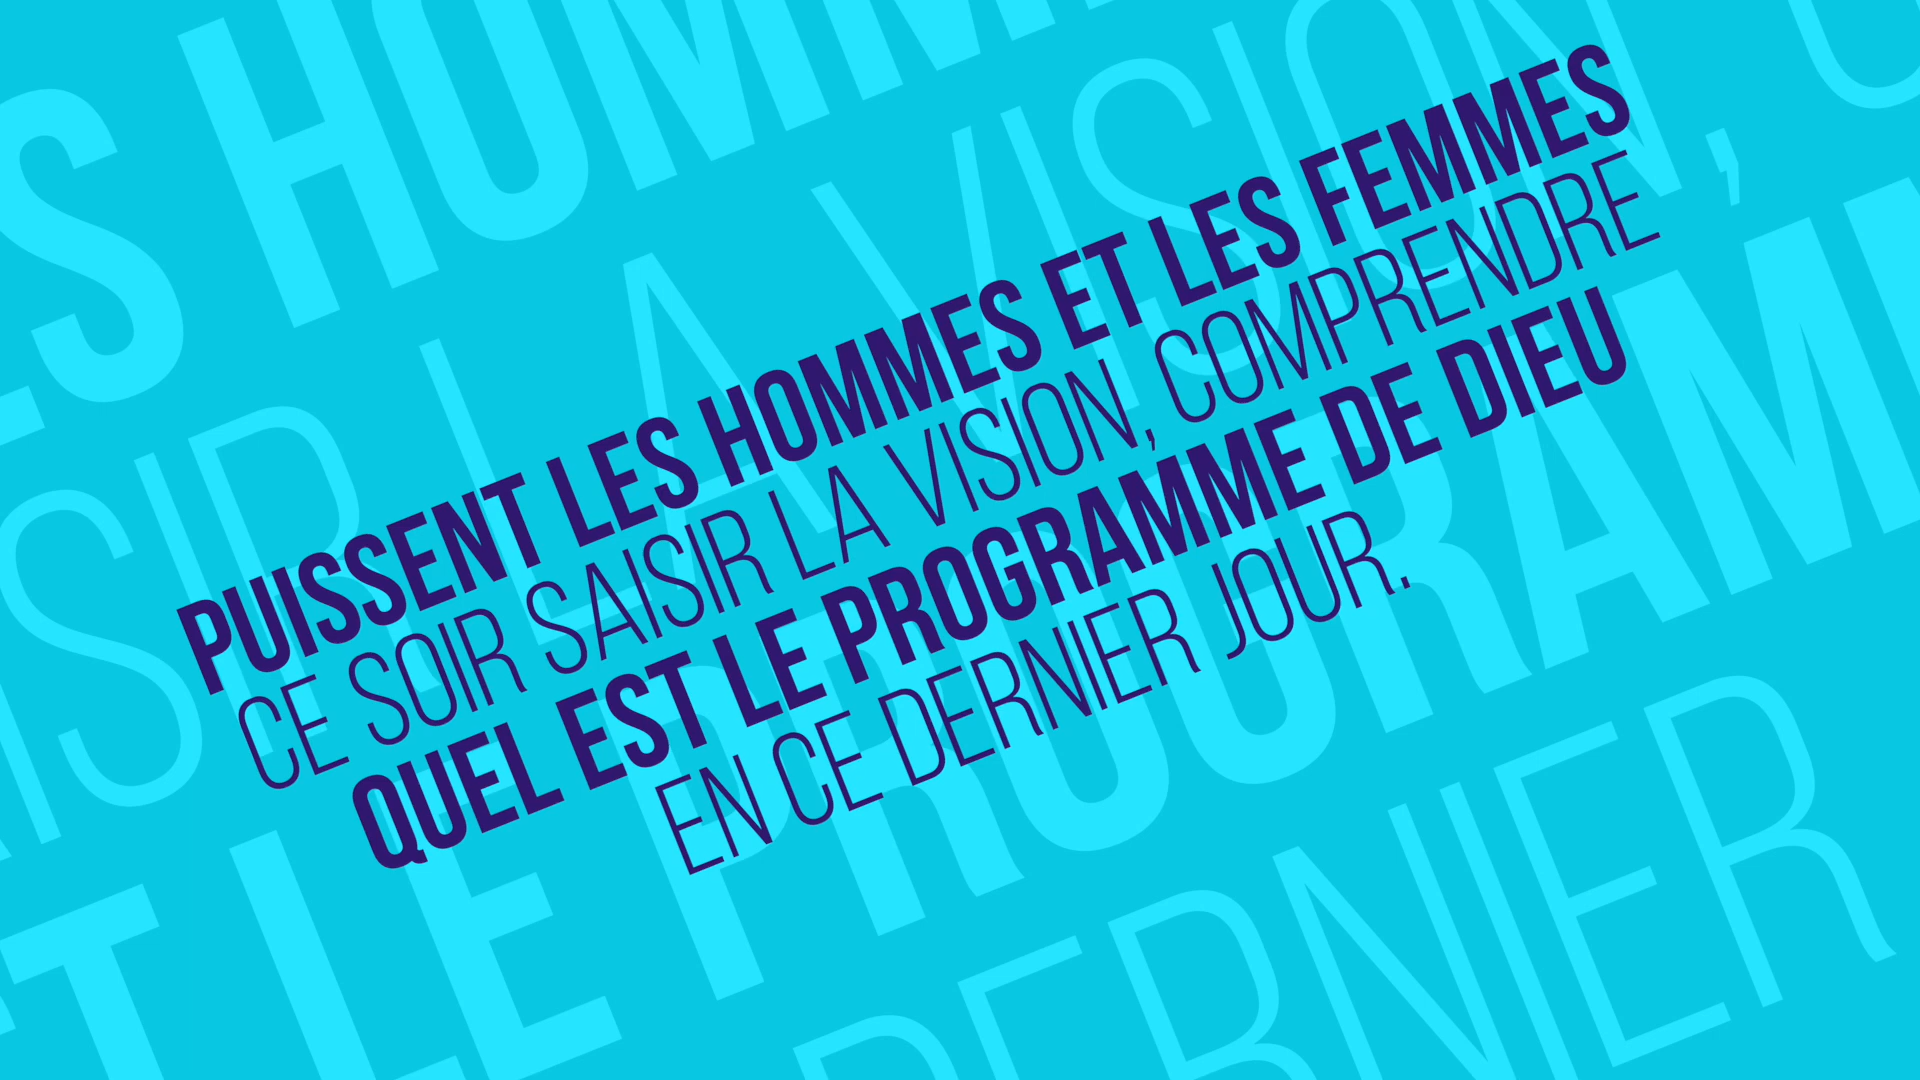 PUISSENT LES HOMMES ET LES FEMMES
CE SOIR SAISIR LA VISION, COMPRENDRE
QUEL EST LE PROGRAMME DE DIEU
EN CE DERNIER JOUR.